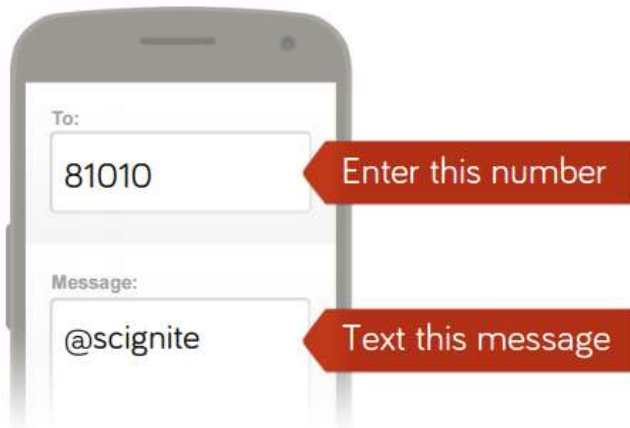 To:
81010
Enter this number
Message:
@scignite
Text this message